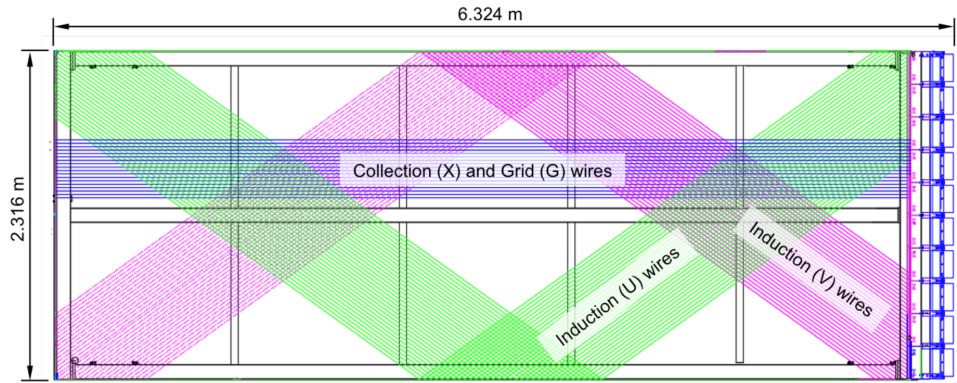 6.324 m
2.316 m
Collection (X) and Grid (G) wires
Induction (U) wires
Induction (V) wires